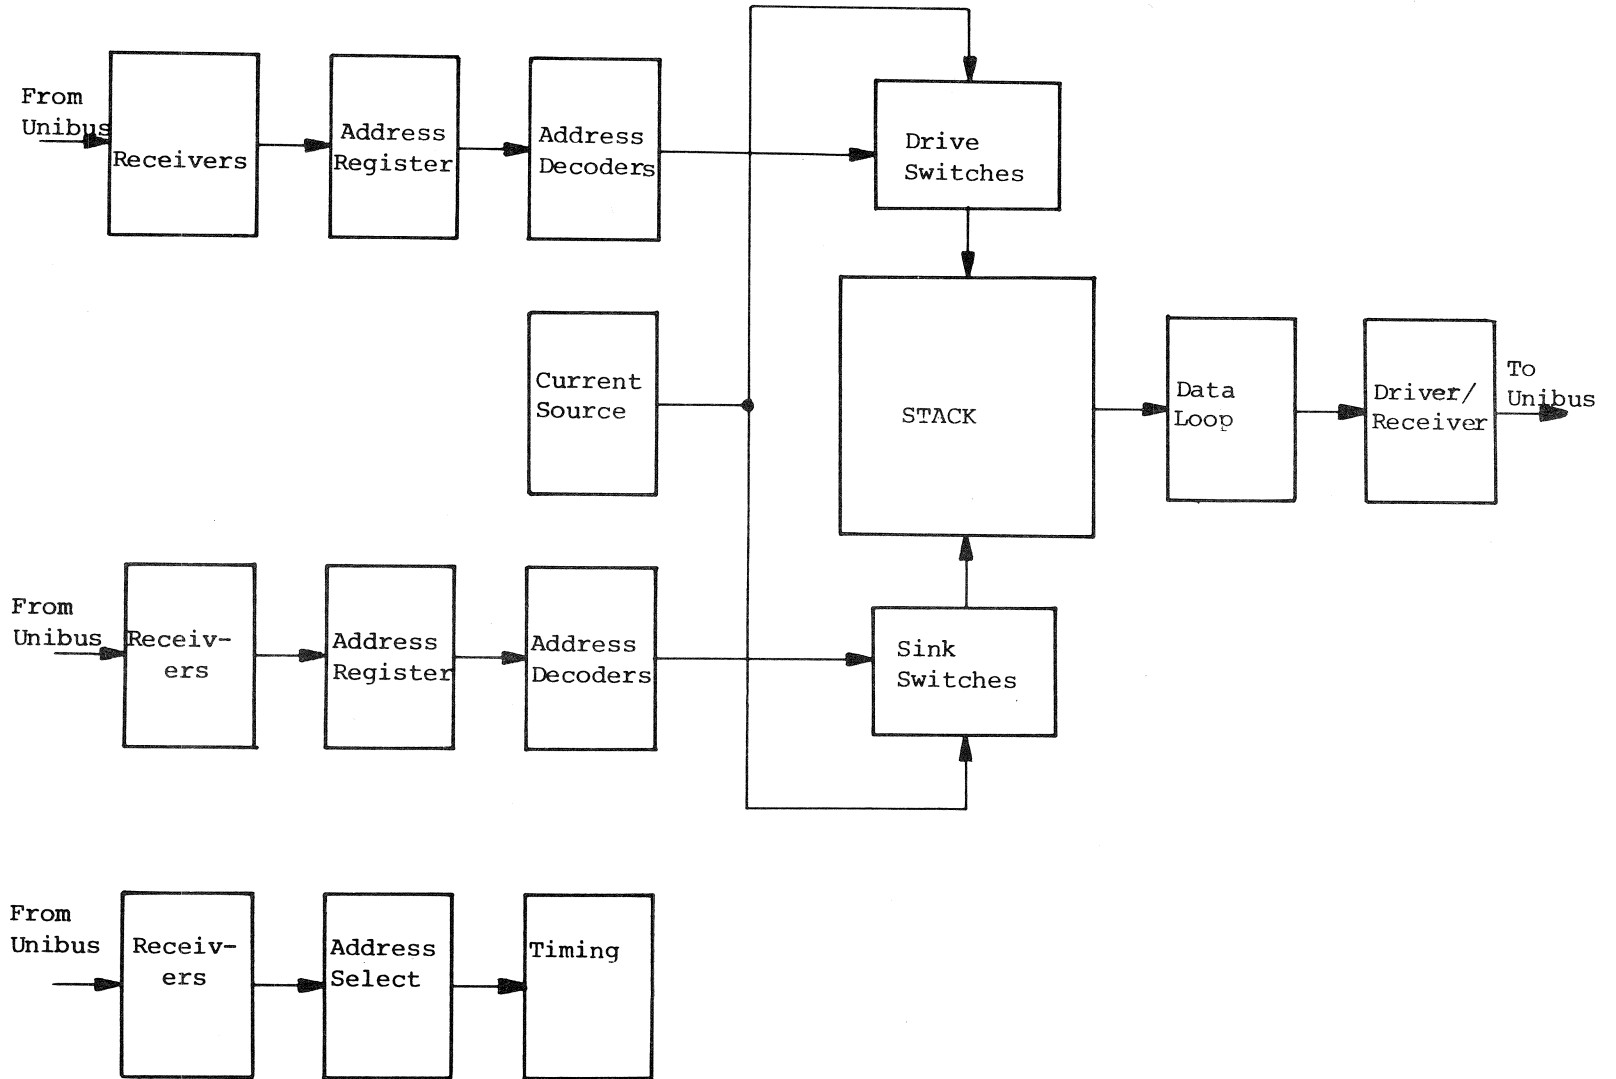 From
Unibus
Receivers
Address
Register
Address
Decoders
Drive
Switches
Current
Source
STACK
Data
Loop
Driver/
Receiver
To
Unibus
From
Unibus
Receiv-
ers
Address
Register
Address
Decoders
Sink
Switches
From
Unibus
Receiv-
ers
Address
Select
Timing